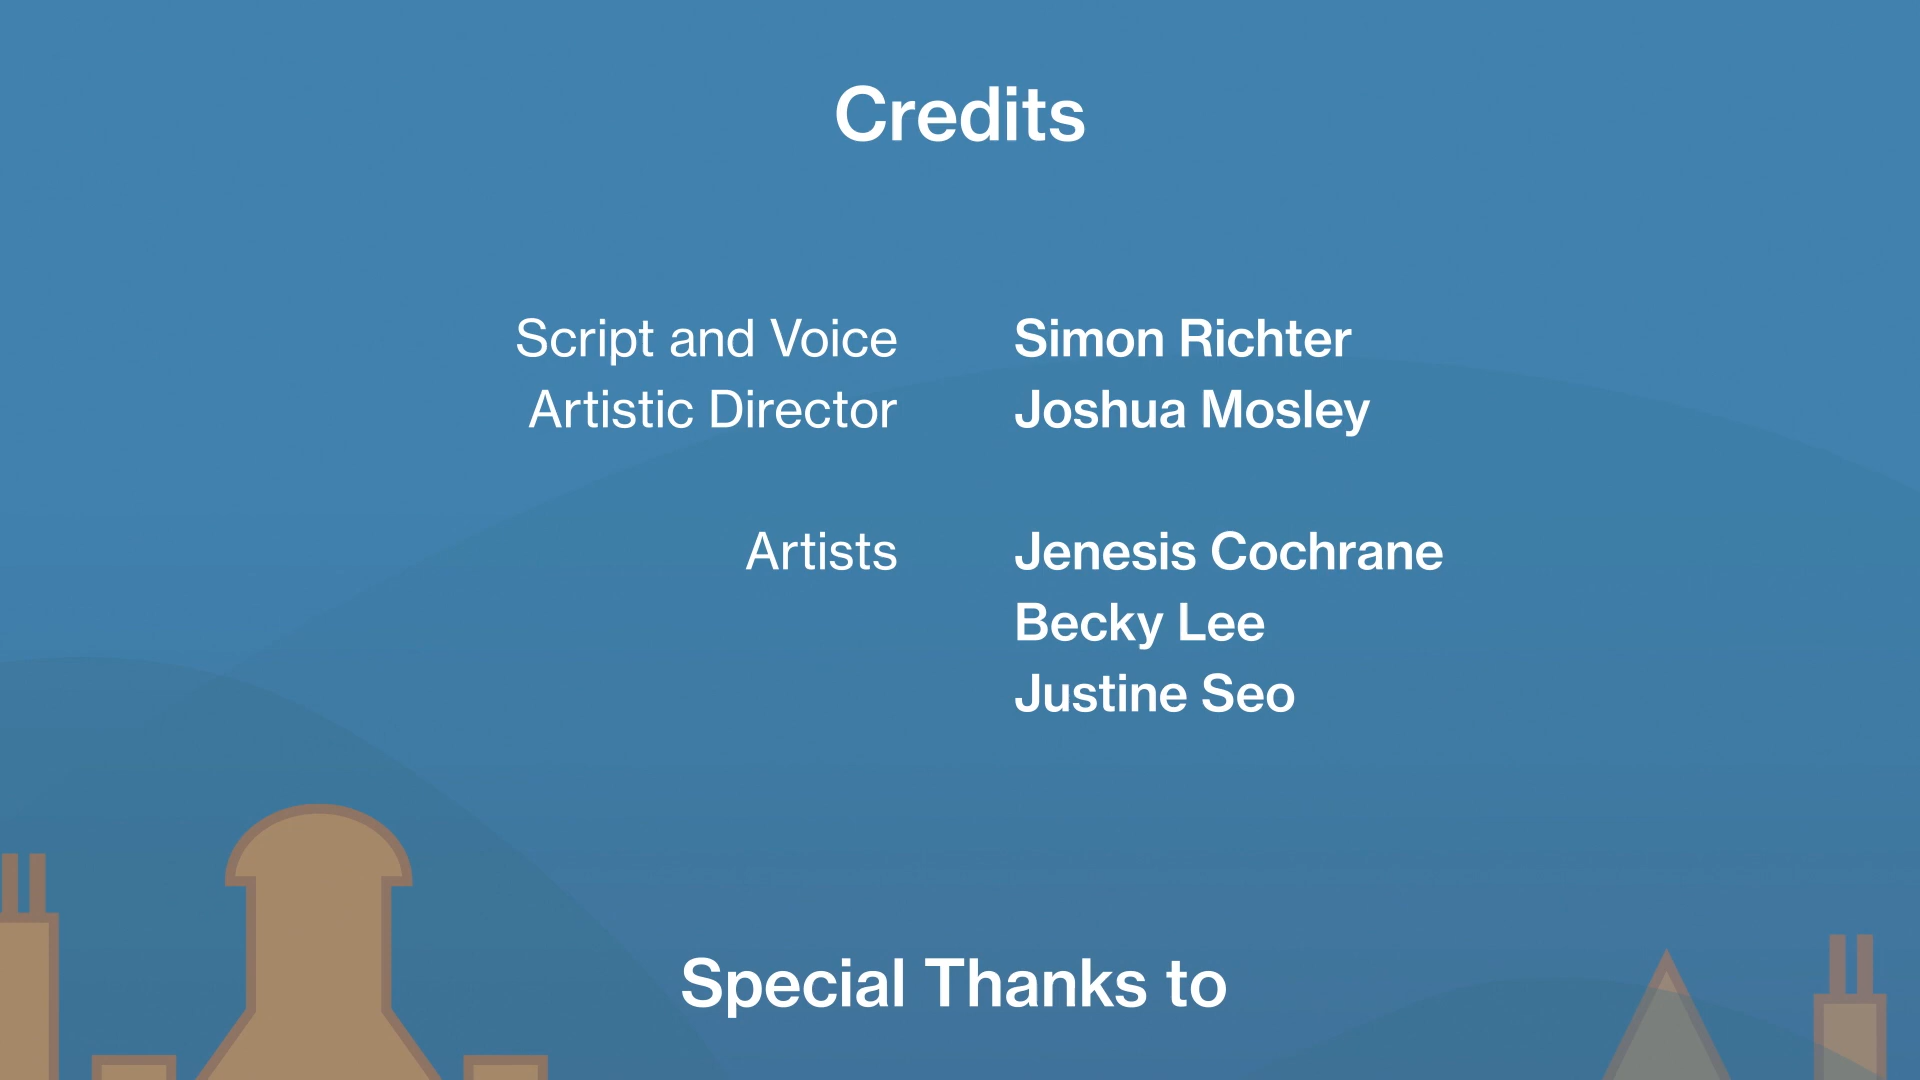 Credits
Script and Voice Simon Richter
Artistic Director Joshua Mosley
Artists Jenesis Cochrane
Becky Lee
Justine Seo
Special Thanks to